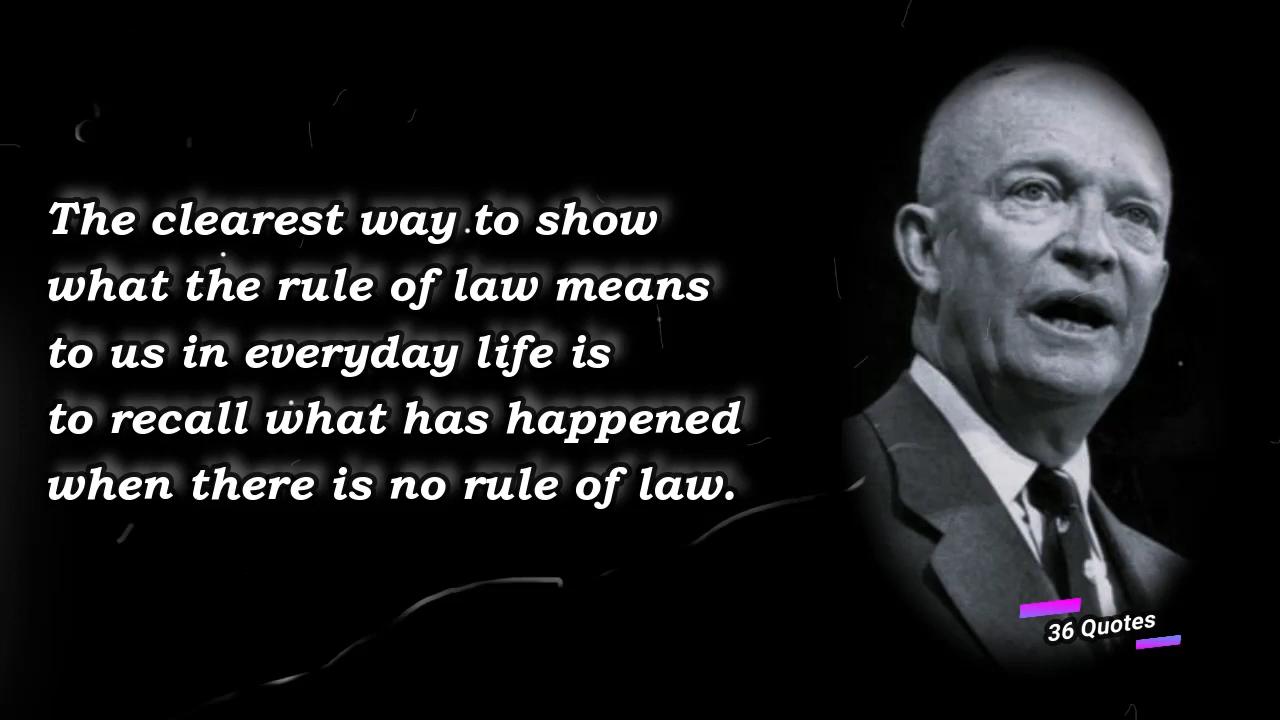 The clearest way to show
what the rule of law means
to us in everyday life is
to recall what has happened
when there is no rule of law.
36 Quotes